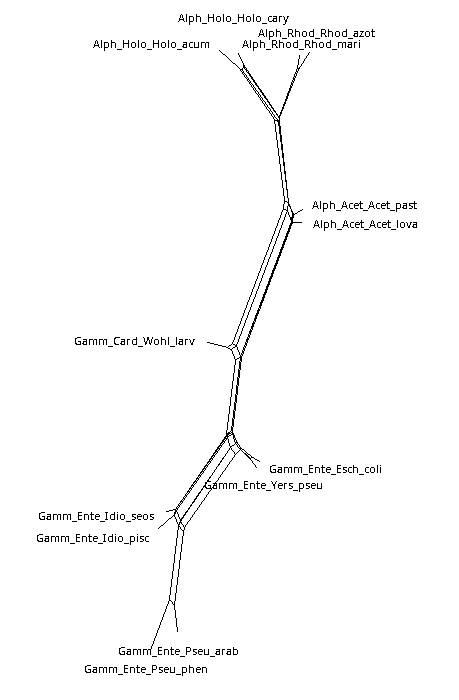 Alph_Holo_Holo_cary
Alph_Rhod_Rhod_azot
Alph_Holo_Holo_acum
Alph_Rhod_Rhod_mari
Alph_Acet_Acet_past
Alph_Acet_Acet_lova
Gamm_Card_Wohl_larv
Gamm_Ente_Esch_coli
Gamm_Ente_Yers_pseu
Gamm_Ente_Idio_seos
Gamm_Ente_Idio_pisc
Gamm_Ente_Pseu_arab
Gamm_Ente_Pseu_phen